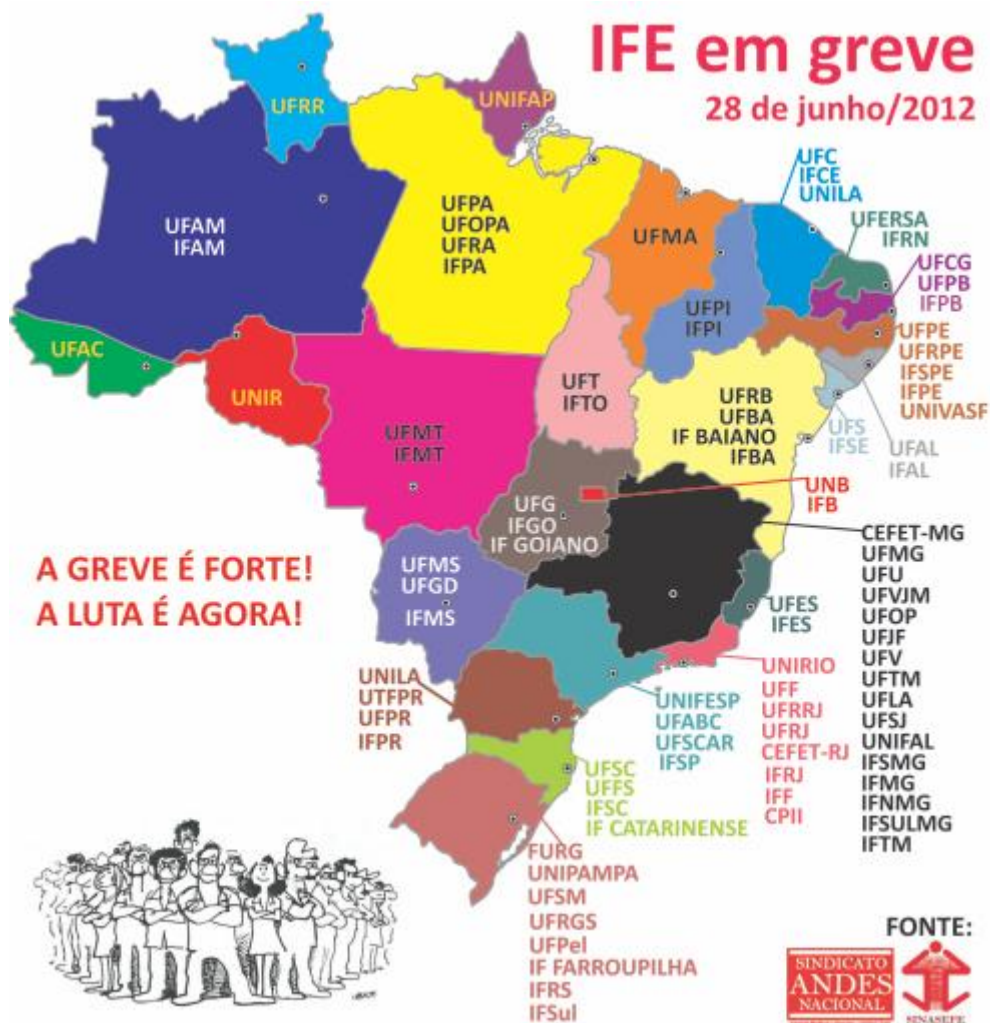 IFE em greve
28 de junho/2012
UFRR
UNIFAP
UFAM
IFAM
UFPA
UFOPA
UFRA
IFPA
UFMA
UFC
IFCE
UNILA
UFERSA
IFRN
UFCG
UFPB
IFPB
UFPI
IFPI
UFPE
UFRPE
IFSPE
IFPE
UNIVASF
UFAC
UNIR
UFT
IFTO
UFRB
UFBA
IF BAIANO
IFBA
UFS
IFSE
UFAL
IFAL
UFMT
IFMT
UFG
IFGO
IF GOIANO
UNB
IFB
CEFET-MG
UFMG
UFU
UFVJM
UFOP
UFJF
UFV
UFTM
UFLA
UFSJ
UNIFAL
IFSMG
IFMG
IFNMG
IFSULMG
IFTM
A GREVE É FORTE!
A LUTA É AGORA!
UFMS
UFGD
IFMS
UFES
IFES
UNIRIO
UFF
UFRRJ
UFRJ
CEFET-RJ
IFRJ
IFF
CPII
UNILA
UTFPR
UFPR
IFPR
UNIFESP
UFABC
UFSCAR
IFSP
UFSC
UFFS
IFSC
IF CATARINENSE
FURG
UNIPAMPA
UFSM
UFRGS
UFPel
IF FARROUPILHA
IFRS
IFSul
FONTE:
SINDICATO
ANDES
NACIONAL
SINASEFE